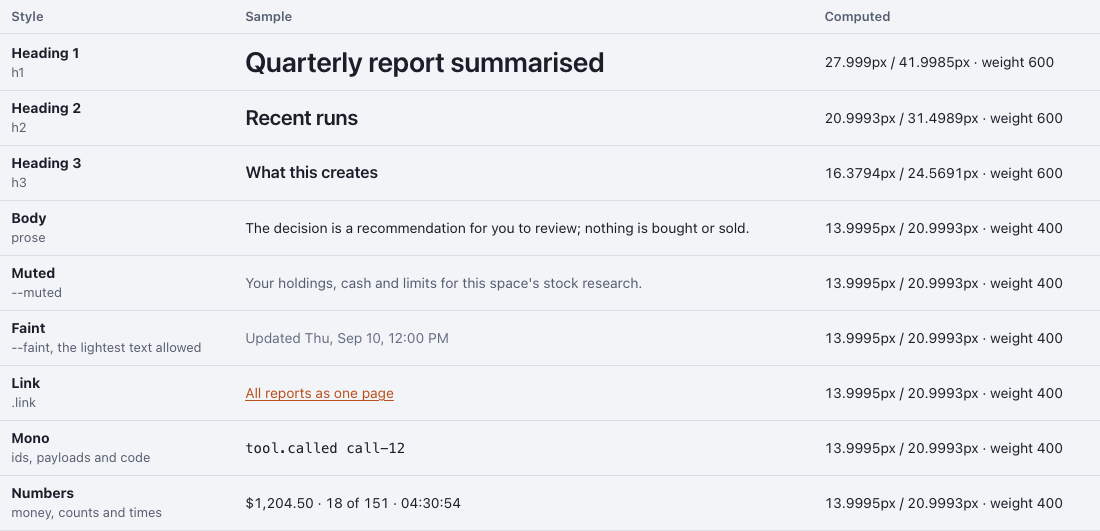 Style Sample Computed
Heading 1
h1
Quarterly report summarised
27.999px / 41.9985px · weight 600
Heading 2
h2
Recent runs
20.9993px / 31.4989px · weight 600
Heading 3
h3
What this creates
16.3794px / 24.5691px · weight 600
Body
prose
The decision is a recommendation for you to review; nothing is bought or sold.
13.9995px / 20.9993px · weight 400
Muted
--muted
Your holdings, cash and limits for this space's stock research.
13.9995px / 20.9993px · weight 400
Faint
--faint, the lightest text allowed
Updated Thu, Sep 10, 12:00 PM
13.9995px / 20.9993px · weight 400
Link
.link
All reports as one page
13.9995px / 20.9993px · weight 400
Mono
ids, payloads and code
tool.called call-12
13.9995px / 20.9993px · weight 400
Numbers
money, counts and times
$1,204.50 · 18 of 151 · 04:30:54
13.9995px / 20.9993px · weight 400